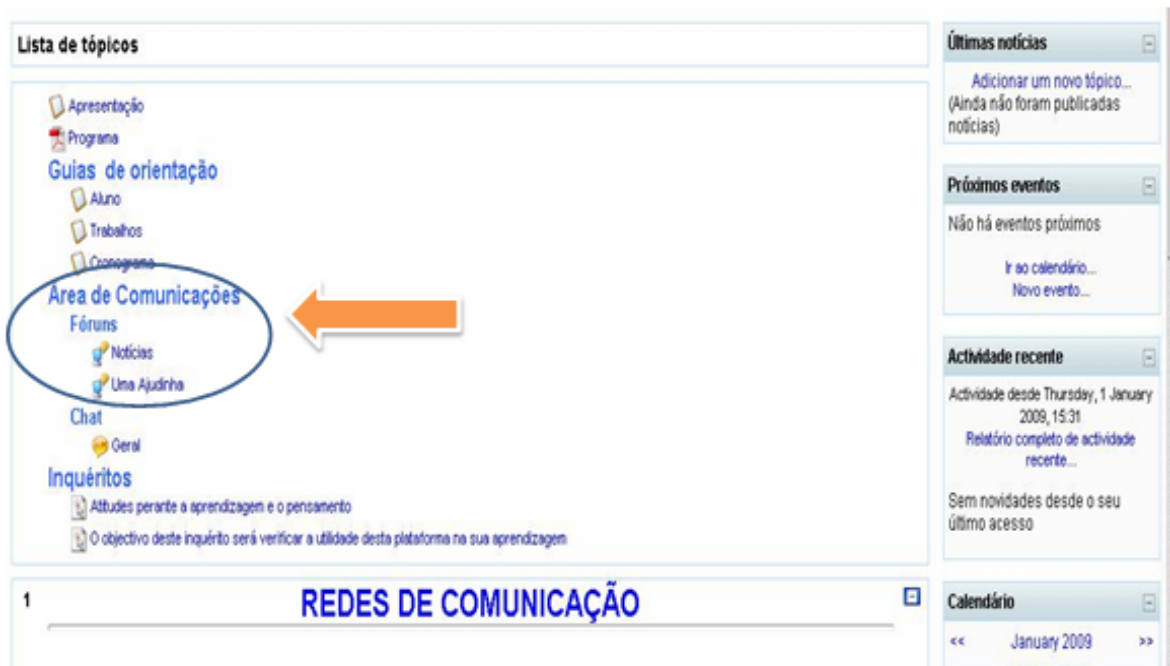 Lista de tópicos
Apresentação
Programa
Guias de orientação
Aluno
Trabalhos
Cronograma
Área de Comunicações
Fóruns
Notícias
Uma Ajudinha
Chat
Geral
Inquéritos
Attudes perante a aprendizagem e o pensamento
O objectivo deste inquérito será verificar a utilidade desta plataforma na sua aprendizagem
1
REDES DE COMUNICAÇÃO
Últimas notícias
Adicionar um novo tópico...
(Ainda não foram publicadas
notícias)
Próximos eventos
Não há eventos próximos
Ir ao calendário...
Novo evento...
Actividade recente
Actividade desde Thursday, 1 January
2009, 15:31
Relatório completo de actividade
recente...
Sem novidades desde o seu
último acesso
Calendário
<< January 2009 >>